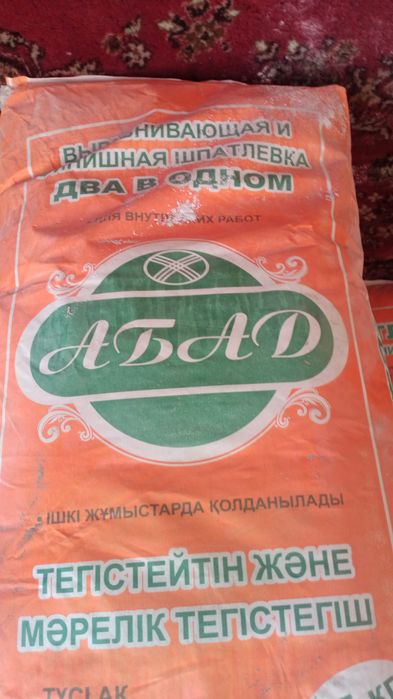 ВЫРАВНИВАЮЩАЯ И
ФИНИШНАЯ ШПАТЛЕВКА
ДВА В ОДНОМ
ДЛЯ ВНУТРЕННИХ РАБОТ
АБАД
ІШКІ ЖҰМЫСТАРДА ҚОЛДАНЫЛАДЫ
ТЕГІСТЕЙТІН ЖӘНЕ
МӘРЕЛІК ТЕГІСТЕГІШ